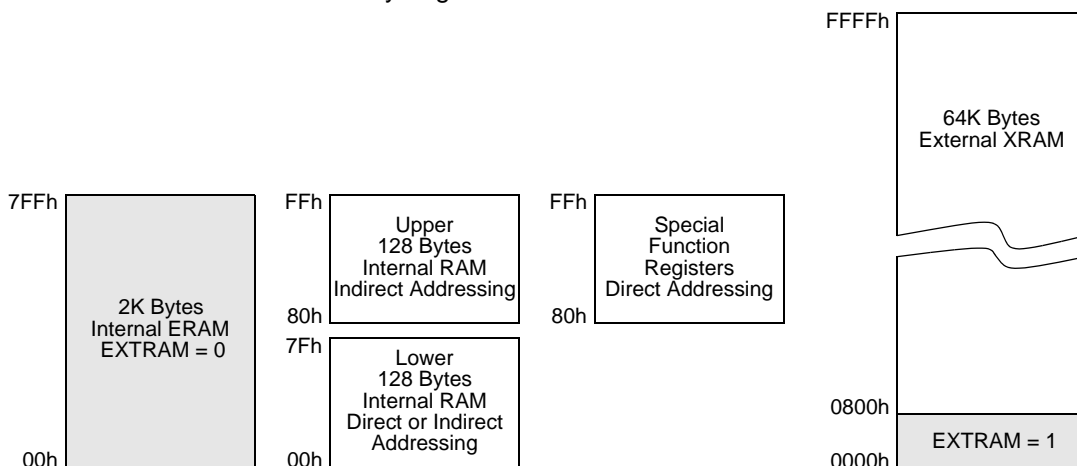 FFFFh
64K Bytes
External XRAM
7FFh
FFh
FFh
Upper
128 Bytes
Internal RAM
Indirect Addressing
Special
Function
Registers
Direct Addressing
2K Bytes
Internal ERAM
EXTRAM = 0
80h
80h
7Fh
Lower
128 Bytes
Internal RAM
Direct or Indirect
Addressing
0800h
EXTRAM = 1
00h
00h
0000h